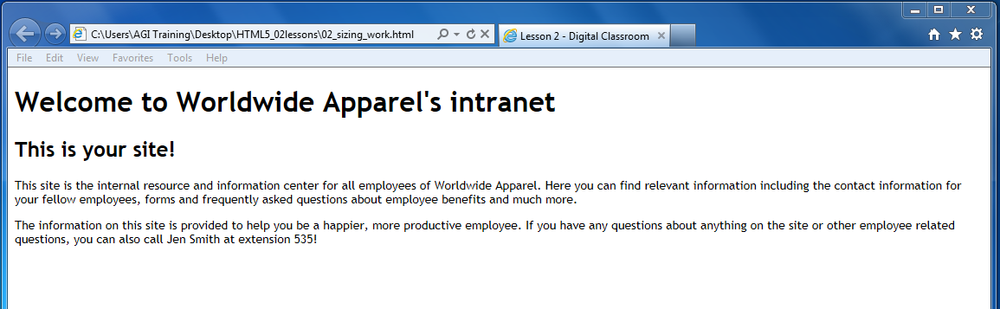 C:\Users\AGI Training\Desktop\HTML5_02lessons\02_sizing_work.html
Lesson 2 - Digital Classroom
File Edit View Favorites Tools Help
Welcome to Worldwide Apparel's intranet
This is your site!
This site is the internal resource and information center for all employees of Worldwide Apparel. Here you can find relevant information including the contact information for
your fellow employees, forms and frequently asked questions about employee benefits and much more.
The information on this site is provided to help you be a happier, more productive employee. If you have any questions about anything on the site or other employee related
questions, you can also call Jen Smith at extension 535!